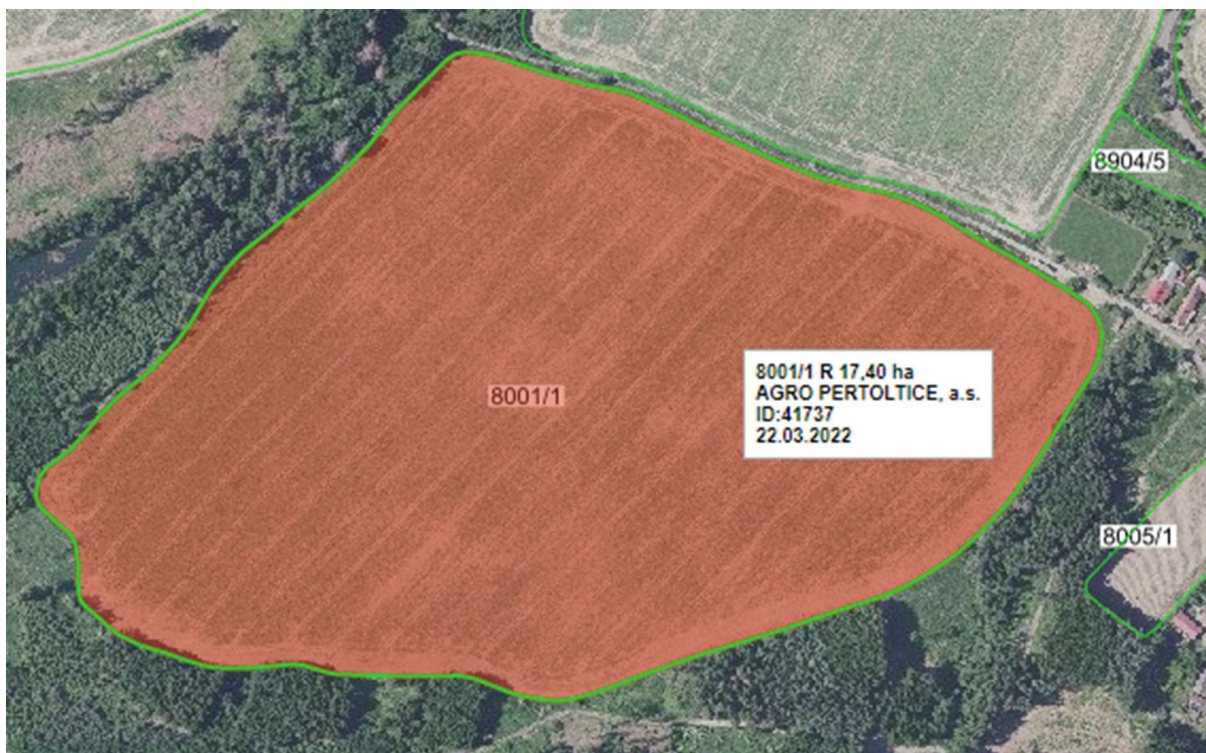 8904/5
8001/1 R 17,40 ha
AGRO PERTOLTICE, a.s.
ID:41737
22.03.2022
8001/1
8005/1